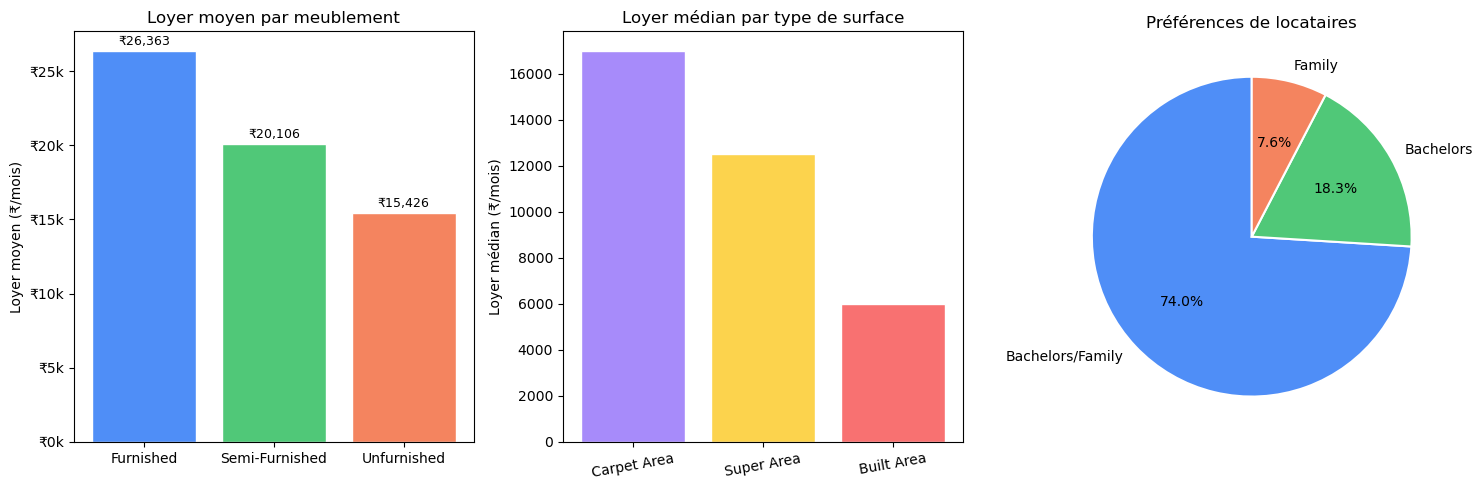 Loyer moyen par meublement
Loyer moyen (₹/mois)
₹25k
₹20k
₹15k
₹10k
₹5k
₹0k
₹26,363
₹20,106
₹15,426
Furnished
Semi-Furnished
Unfurnished
Loyer médian par type de surface
Loyer médian (₹/mois)
16000
14000
12000
10000
8000
6000
4000
2000
0
Carpet Area
Super Area
Built Area
Préférences de locataires
Family
7.6%
Bachelors
18.3%
74.0%
Bachelors/Family